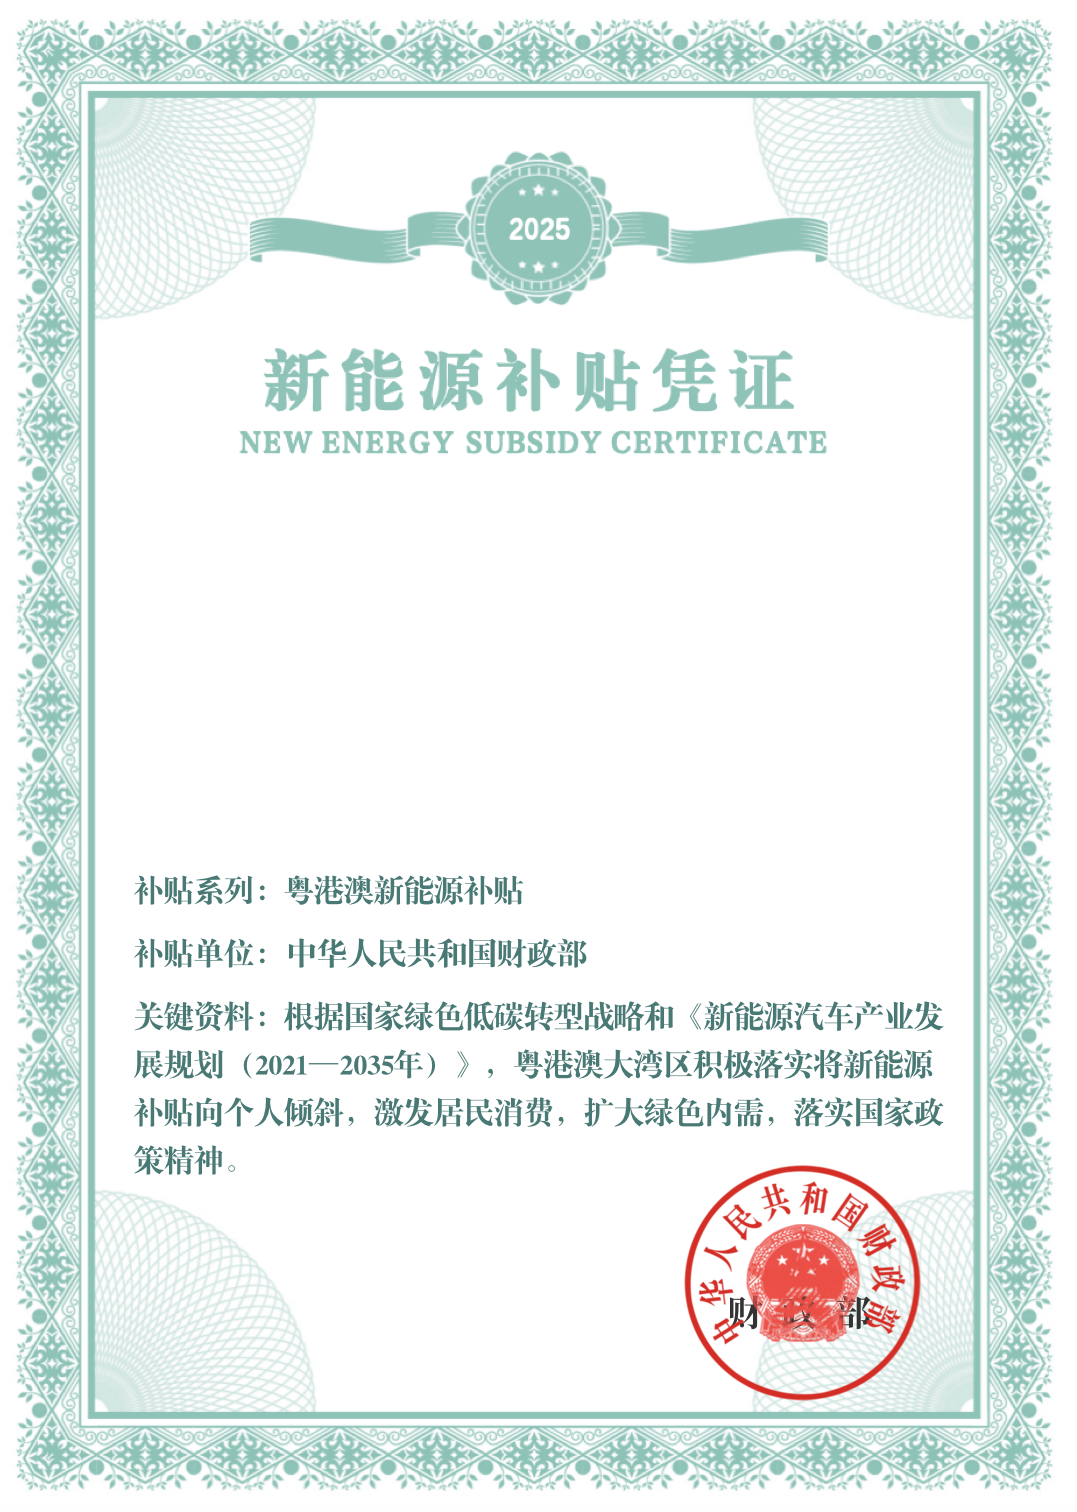 2025
新能源补贴凭证
NEW ENERGY SUBSIDY CERTIFICATE
补贴系列：粤港澳新能源补贴
补贴单位：中华人民共和国财政部
关键资料：根据国家绿色低碳转型战略和《新能源汽车产业发
展规划（2021—2035年）》，粤港澳大湾区积极落实将新能源
补贴向个人倾斜，激发居民消费，扩大绿色内需，落实国家政
策精神。
中华人民共和国财政部
财政部